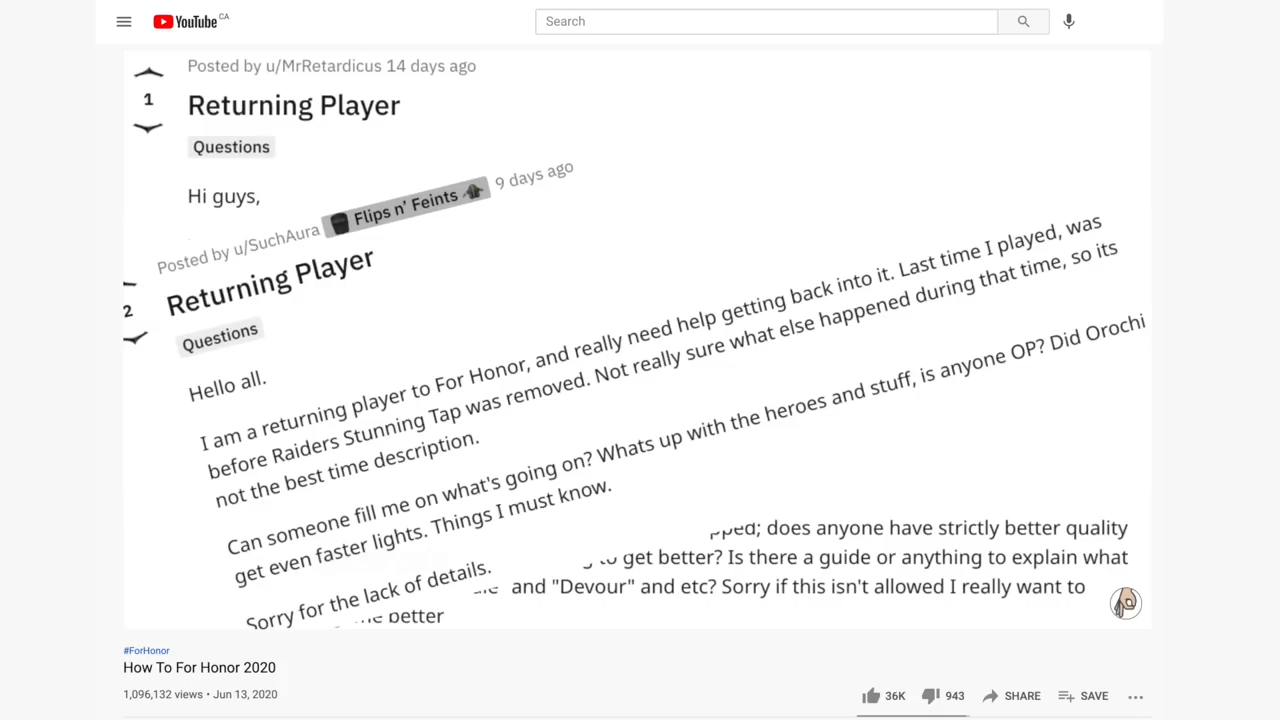 YouTube CA
Search
Posted by u/MrRetardicus 14 days ago
1
Returning Player
Questions
Hi guys,
Posted by u/SuchAura Flips n' Feints 9 days ago
2
Returning Player
Questions
Hello all.
I am a returning player to For Honor, and really need help getting back into it. Last time I played, was
before Raiders Stunning Tap was removed. Not really sure what else happened during that time, so its
not the best time description.
Can someone fill me on what's going on? Whats up with the heroes and stuff, is anyone OP? Did Orochi
get even faster lights. Things I must know.
Sorry for the lack of details.
does anyone have strictly better quality
get better? Is there a guide or anything to explain what
and "Devour" and etc? Sorry if this isn't allowed I really want to
better
#ForHonor
How To For Honor 2020
1,096,132 views • Jun 13, 2020
36K 943 SHARE SAVE